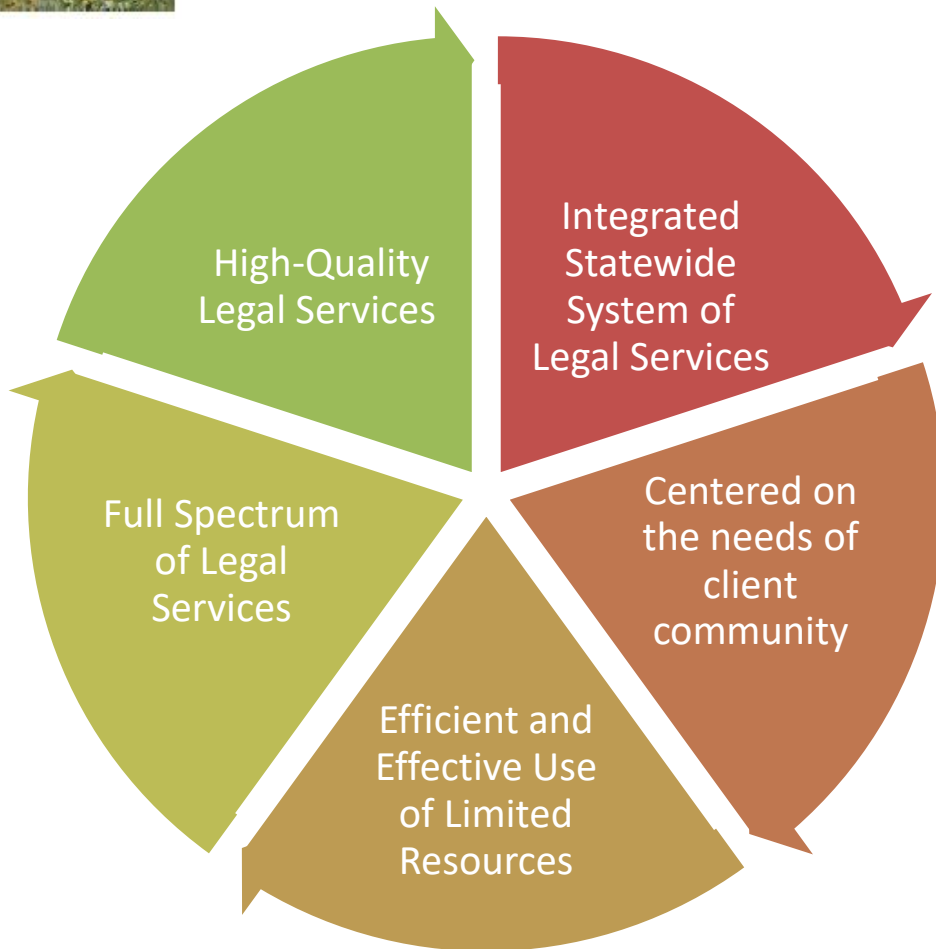 Integrated
Statewide
System of
Legal Services
Centered on
the needs of
client
community
Efficient and
Effective Use
of Limited
Resources
Full Spectrum
of Legal
Services
High-Quality
Legal Services